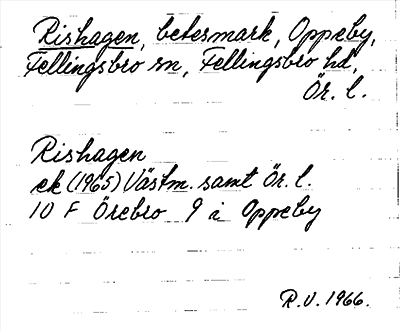 Rishagen, betesmark, Oppeby,
Fellingsbro sn, Fellingsbro hd,
Ör. l.
Rishagen
ek (1965) Västm. samt Ör. l.
10 F Örebro 9 i Oppeby
R.V. 1966.